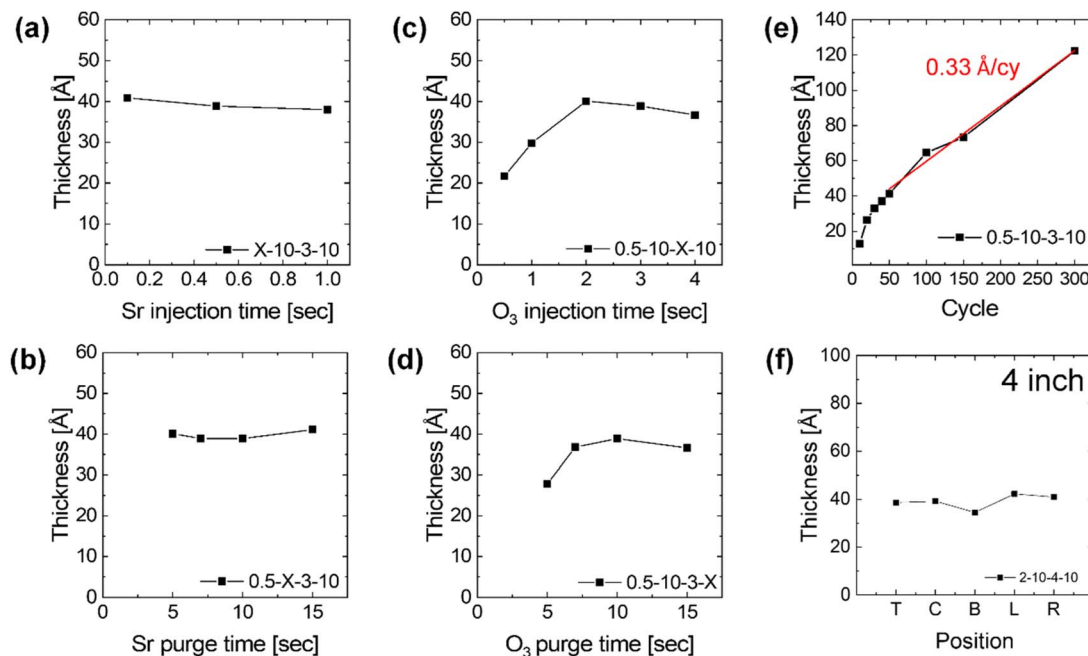 (a)
Thickness [Å]
60
50
40
30
20
10
0
0.0 0.2 0.4 0.6 0.8 1.0
X-10-3-10
Sr injection time [sec]
(b)
Thickness [Å]
60
50
40
30
20
10
0
0 5 10 15
0.5-X-3-10
Sr purge time [sec]
(c)
Thickness [Å]
60
50
40
30
20
10
0
0 1 2 3 4
0.5-10-X-10
O₃ injection time [sec]
(d)
Thickness [Å]
60
50
40
30
20
10
0
0 5 10 15
0.5-10-3-X
O₃ purge time [sec]
(e)
Thickness [Å]
140
120
100
80
60
40
20
0 50 100 150 200 250 300
0.33 Å/cy
0.5-10-3-10
Cycle
(f)
Thickness [Å]
100
80
60
40
20
0
T C B L R
4 inch
2-10-4-10
Position